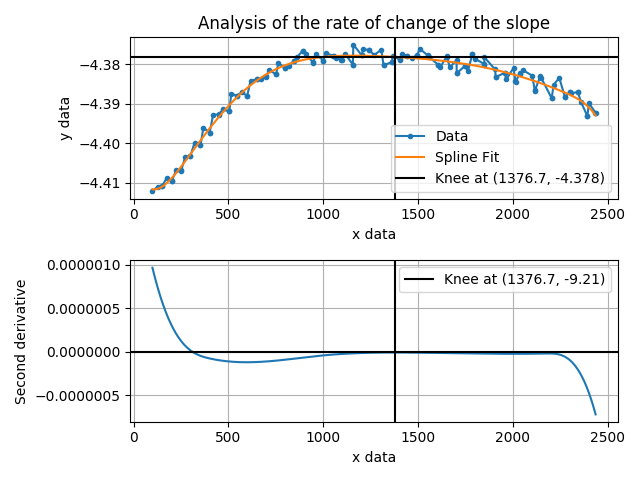 Analysis of the rate of change of the slope
y data
−4.38
−4.39
−4.40
−4.41
Data
Spline Fit
Knee at (1376.7, -4.378)
0 500 1000 1500 2000 2500
x data
Second derivative
0.0000010
0.0000005
0.0000000
−0.0000005
Knee at (1376.7, -9.21)
0 500 1000 1500 2000 2500
x data